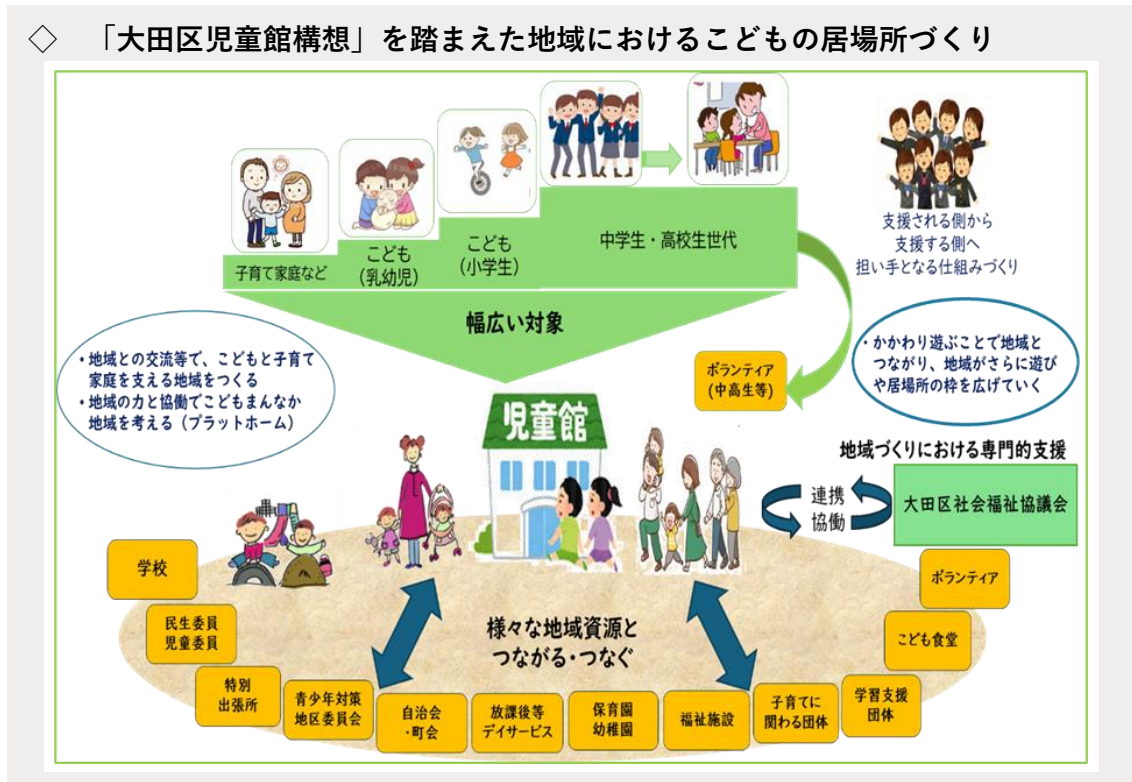 ◇ 「大田区児童館構想」を踏まえた地域におけるこどもの居場所づくり
子育て家庭など
こども
(乳幼児)
こども
(小学生)
中学生・高校生世代
支援される側から
支援する側へ
担い手となる仕組みづくり
幅広い対象
・地域との交流等で、こどもと子育て
家庭を支える地域をつくる
・地域の力と協働でこどもまんなか
地域を考える（プラットホーム）
ボランティア
(中高生等)
・かかわり遊ぶことで地域と
つながり、地域がさらに遊び
や居場所の枠を広げていく
児童館
地域づくりにおける専門的支援
連携
協働
大田区社会福祉協議会
様々な地域資源と
つながる・つなぐ
学校
民生委員
児童委員
特別
出張所
青少年対策
地区委員会
自治会
・町会
放課後等
デイサービス
保育園
幼稚園
福祉施設
子育てに
関わる団体
学習支援
団体
こども食堂
ボランティア